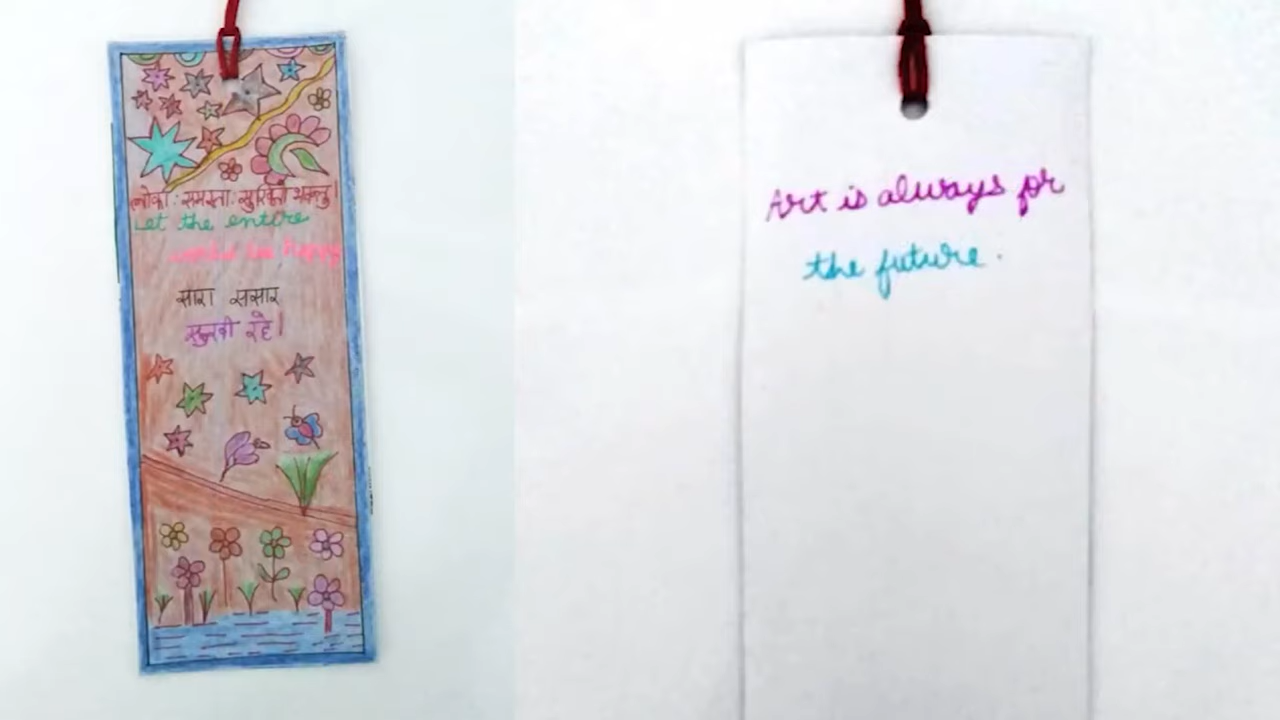 लोका: समस्ता: सुखिनो भवन्तु।
Let the entire
world be happy
सारा संसार
सुखी रहे।
Art is always for
the future.